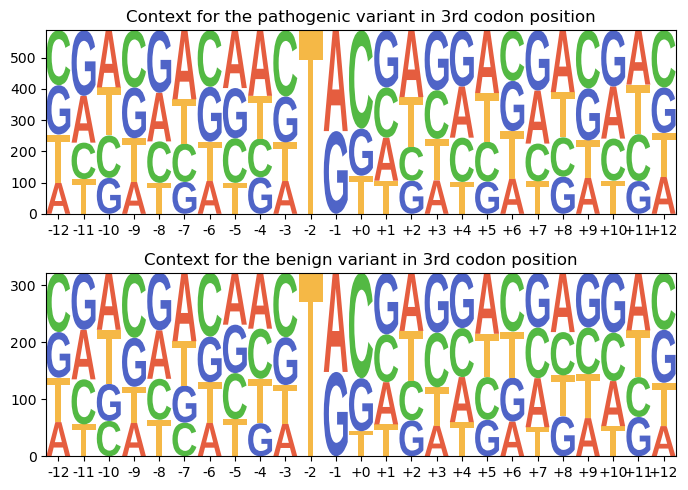 Context for the pathogenic variant in 3rd codon position
500
400
300
200
100
0
-12 -11 -10 -9 -8 -7 -6 -5 -4 -3 -2 -1 +0 +1 +2 +3 +4 +5 +6 +7 +8 +9 +10 +11 +12
Context for the benign variant in 3rd codon position
300
200
100
0
-12 -11 -10 -9 -8 -7 -6 -5 -4 -3 -2 -1 +0 +1 +2 +3 +4 +5 +6 +7 +8 +9 +10 +11 +12